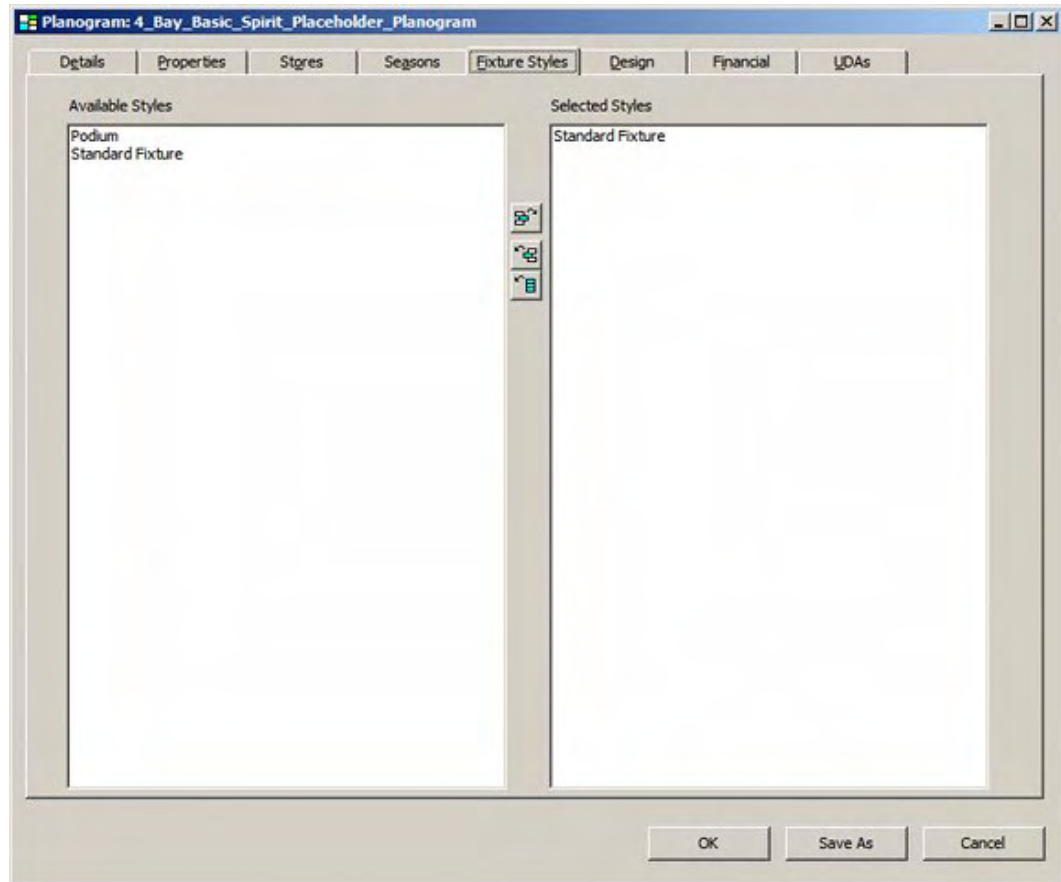 Planogram: 4_Bay_Basic_Spirit_Placeholder_Planogram
Details Properties Stores Seasons Fixture Styles Design Financial UDAs
Available Styles Selected Styles
Podium Standard Fixture
Standard Fixture
OK Save As Cancel